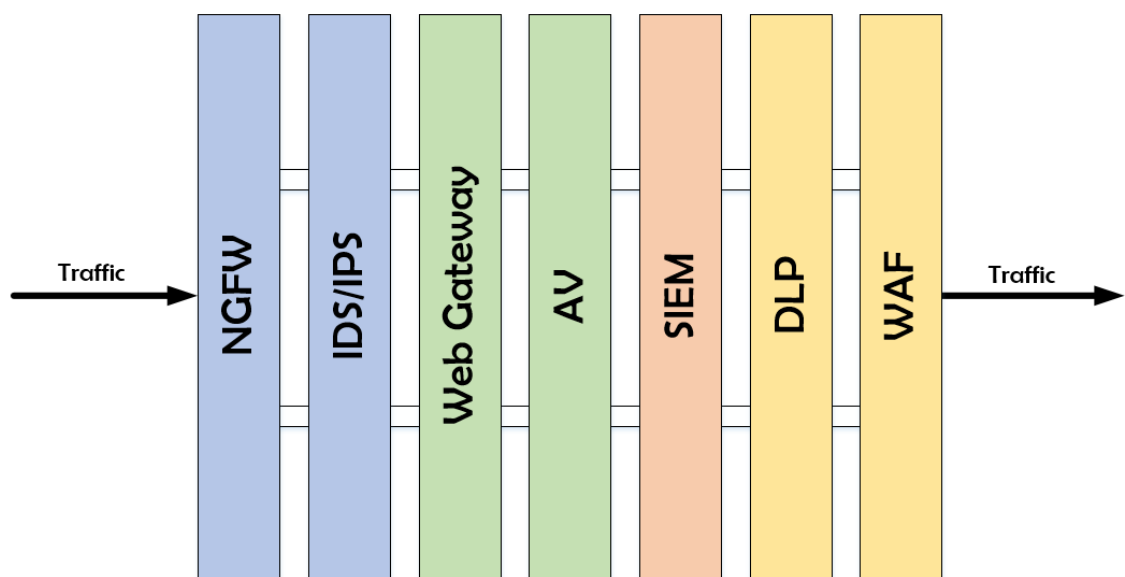 Traffic
NGFW
IDS/IPS
Web Gateway
AV
SIEM
DLP
WAF
Traffic